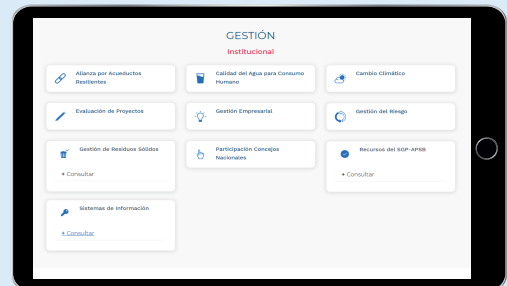 GESTIÓN
Institucional
Alianza por Acueductos
Resilientes
Calidad del Agua para Consumo
Humano
Cambio Climático
Evaluación de Proyectos
Gestión Empresarial
Gestión del Riesgo
Gestión de Residuos Sólidos
+ Consultar
Participación Concejos
Nacionales
Recursos del SGP-APSB
+ Consultar
Sistemas de Información
+ Consultar